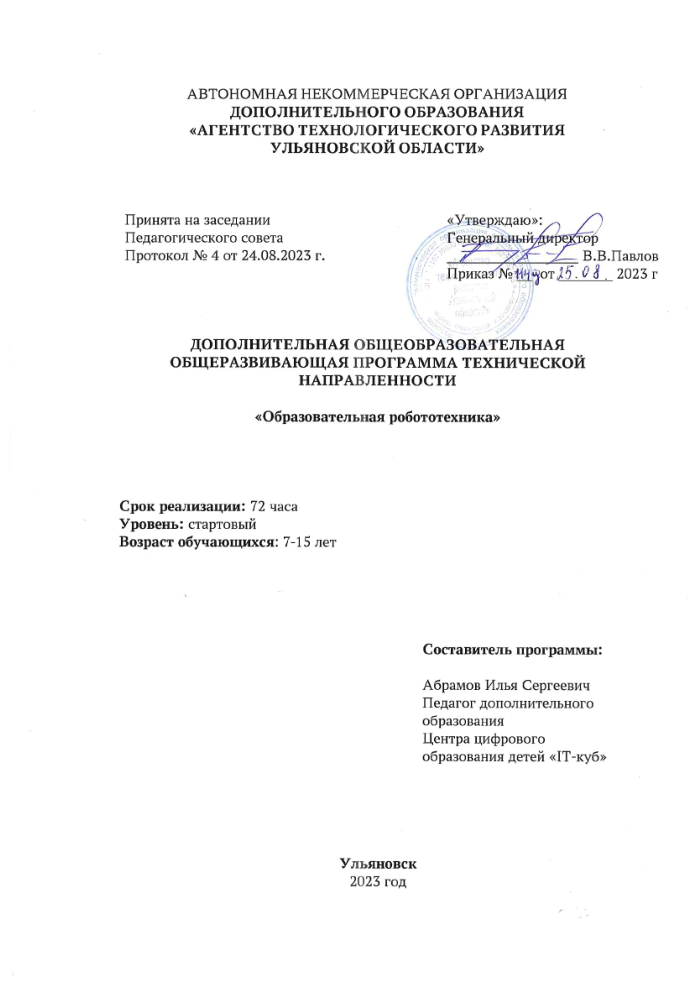 АВТОНОМНАЯ НЕКОММЕРЧЕСКАЯ ОРГАНИЗАЦИЯ
ДОПОЛНИТЕЛЬНОГО ОБРАЗОВАНИЯ
«АГЕНТСТВО ТЕХНОЛОГИЧЕСКОГО РАЗВИТИЯ
УЛЬЯНОВСКОЙ ОБЛАСТИ»
Принята на заседании
Педагогического совета
Протокол № 4 от 24.08.2023 г.
«Утверждаю»:
Генеральный директор
В.В.Павлов
Приказ № от 25.08. 2023 г
ДОПОЛНИТЕЛЬНАЯ ОБЩЕОБРАЗОВАТЕЛЬНАЯ
ОБЩЕРАЗВИВАЮЩАЯ ПРОГРАММА ТЕХНИЧЕСКОЙ
НАПРАВЛЕННОСТИ
«Образовательная робототехника»
Срок реализации: 72 часа
Уровень: стартовый
Возраст обучающихся: 7-15 лет
Составитель программы:
Абрамов Илья Сергеевич
Педагог дополнительного
образования
Центра цифрового
образования детей «IT-куб»
Ульяновск
2023 год